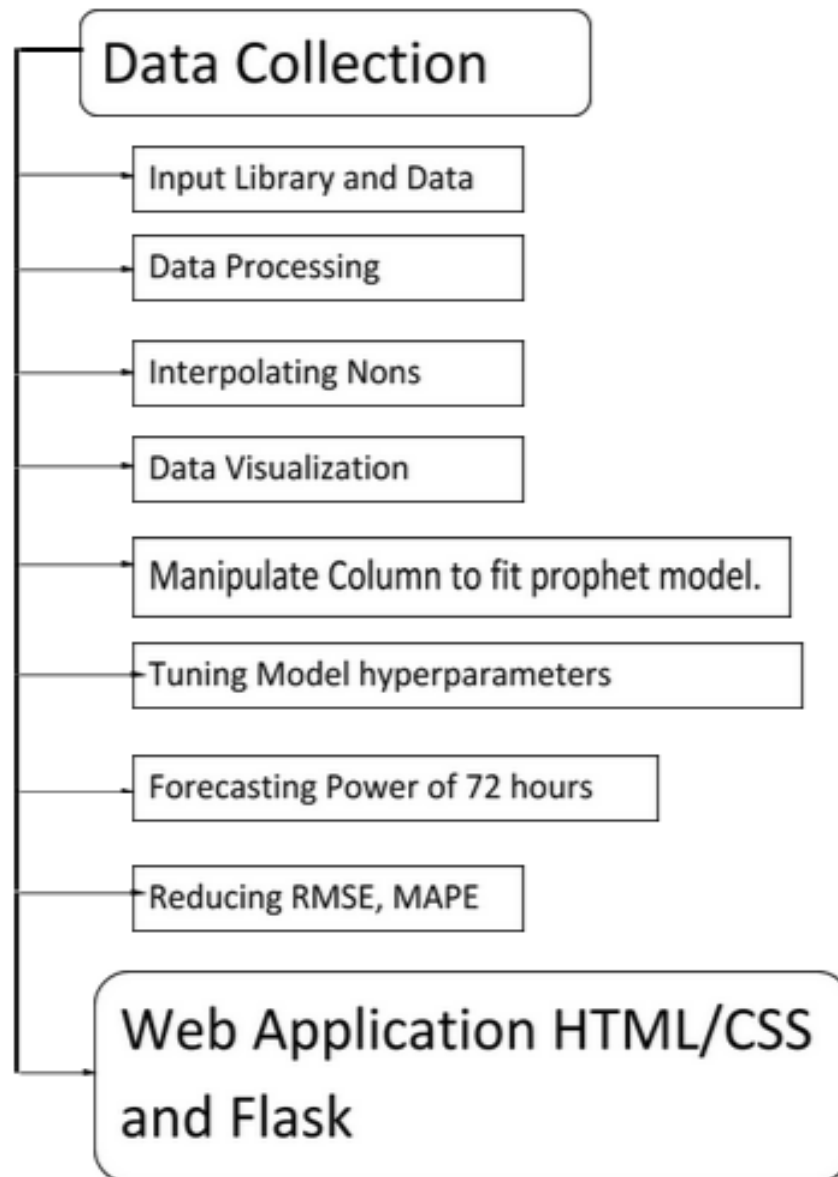 Data Collection
Input Library and Data
Data Processing
Interpolating Nons
Data Visualization
Manipulate Column to fit prophet model.
Tuning Model hyperparameters
Forecasting Power of 72 hours
Reducing RMSE, MAPE
Web Application HTML/CSS
and Flask